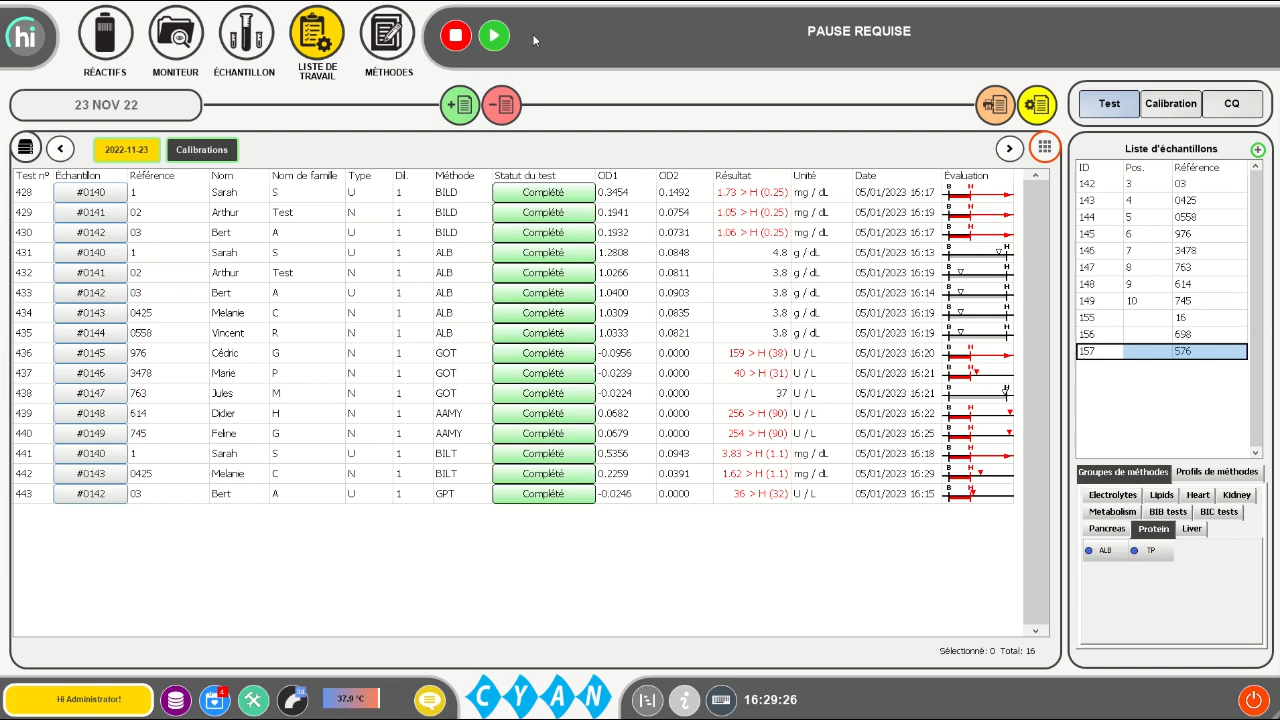 hi
RÉACTIFS
MONITEUR
ÉCHANTILLON
LISTE DE TRAVAIL
MÉTHODES
PAUSE REQUISE
23 NOV 22
Test Calibration CQ
2022-11-23 Calibrations
Liste d'échantillons
Test nº Échantillon Référence Nom Nom de famille Type Dil. Méthode Statut du test OD1 OD2 Résultat Unité Date Évaluation
428 #0140 1 Sarah S U 1 BILD Complété 0.3454 0.1492 1.73 > H (0.25) mg / dL 05/01/2023 16:17 B H
429 #0141 02 Arthur Test N 1 BILD Complété 0.1941 0.0754 1.05 > H (0.25) mg / dL 05/01/2023 16:19 B H
430 #0142 03 Bert A U 1 BILD Complété 0.1932 0.0731 1.06 > H (0.25) mg / dL 05/01/2023 16:17 B H
431 #0140 1 Sarah S U 1 ALB Complété 1.2808 0.0848 4.8 g / dL 05/01/2023 16:13 B H
432 #0141 02 Arthur Test N 1 ALB Complété 1.0266 0.0811 3.8 g / dL 05/01/2023 16:19 B H
433 #0142 03 Bert A U 1 ALB Complété 1.0400 0.0903 3.8 g / dL 05/01/2023 16:14 B H
434 #0143 0425 Melanie C N 1 ALB Complété 1.0309 0.0835 3.8 g / dL 05/01/2023 16:19 B H
435 #0144 0558 Vincent R N 1 ALB Complété 1.0333 0.0821 3.8 g / dL 05/01/2023 16:19 B H
436 #0145 976 Cédric G N 1 GOT Complété -0.0956 0.0000 159 > H (38) U / L 05/01/2023 16:20 B H
437 #0146 3478 Marie P N 1 GOT Complété -0.0239 0.0000 40 > H (31) U / L 05/01/2023 16:21 B H
438 #0147 763 Jules M N 1 GOT Complété -0.0224 0.0000 37 U / L 05/01/2023 16:21 B H
439 #0148 614 Didier H N 1 AAMY Complété 0.0682 0.0000 256 > H (90) U / L 05/01/2023 16:22 B H
440 #0149 745 Feline G N 1 AAMY Complété 0.0679 0.0000 254 > H (90) U / L 05/01/2023 16:25 B H
441 #0140 1 Sarah S U 1 BILT Complété 0.5356 0.0943 3.83 > H (1.1) mg / dL 05/01/2023 16:18 B H
442 #0143 0425 Melanie C N 1 BILT Complété 0.2259 0.0391 1.62 > H (1.1) mg / dL 05/01/2023 16:29 B H
443 #0142 03 Bert A U 1 GPT Complété -0.0246 0.0000 36 > H (32) U / L 05/01/2023 16:15 B H
Sélectionné: 0 Total: 16
ID Pos. Référence
142 3 03
143 4 0425
144 5 0558
145 6 976
146 7 3478
147 8 763
148 9 614
149 10 745
155 16
156 698
157 576
Groupes de méthodes Profils de méthodes
Electrolytes Lipids Heart Kidney
Metabolism BIB tests BIC tests
Pancreas Protein Liver
ALB TP
Hi Administrator!
4
34
37.9 °C
CYAN
16:29:26